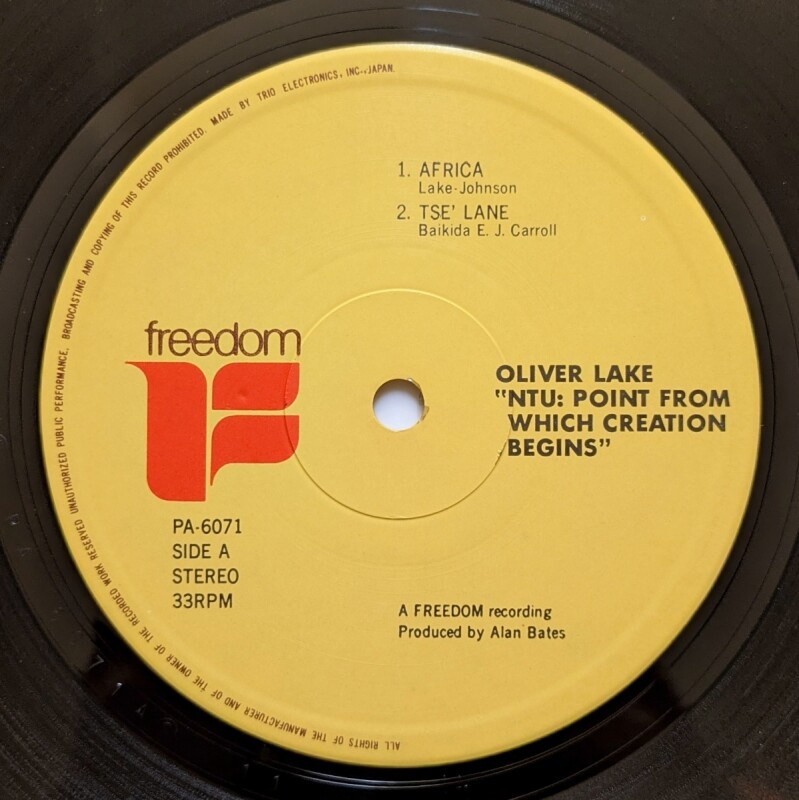 ALL RIGHTS OF THE MANUFACTURER AND OF THE OWNER OF THE RECORDED WORK RESERVED UNAUTHORIZED PUBLIC PERFORMANCE, BROADCASTING AND COPYING OF THIS RECORD PROHIBITED. MADE BY TRIO ELECTRONICS, INC., JAPAN.
1. AFRICA
Lake-Johnson
2. TSE' LANE
Baikida E. J. Carroll
freedom
OLIVER LAKE
"NTU: POINT FROM
WHICH CREATION
BEGINS"
PA-6071
SIDE A
STEREO
33RPM
A FREEDOM recording
Produced by Alan Bates